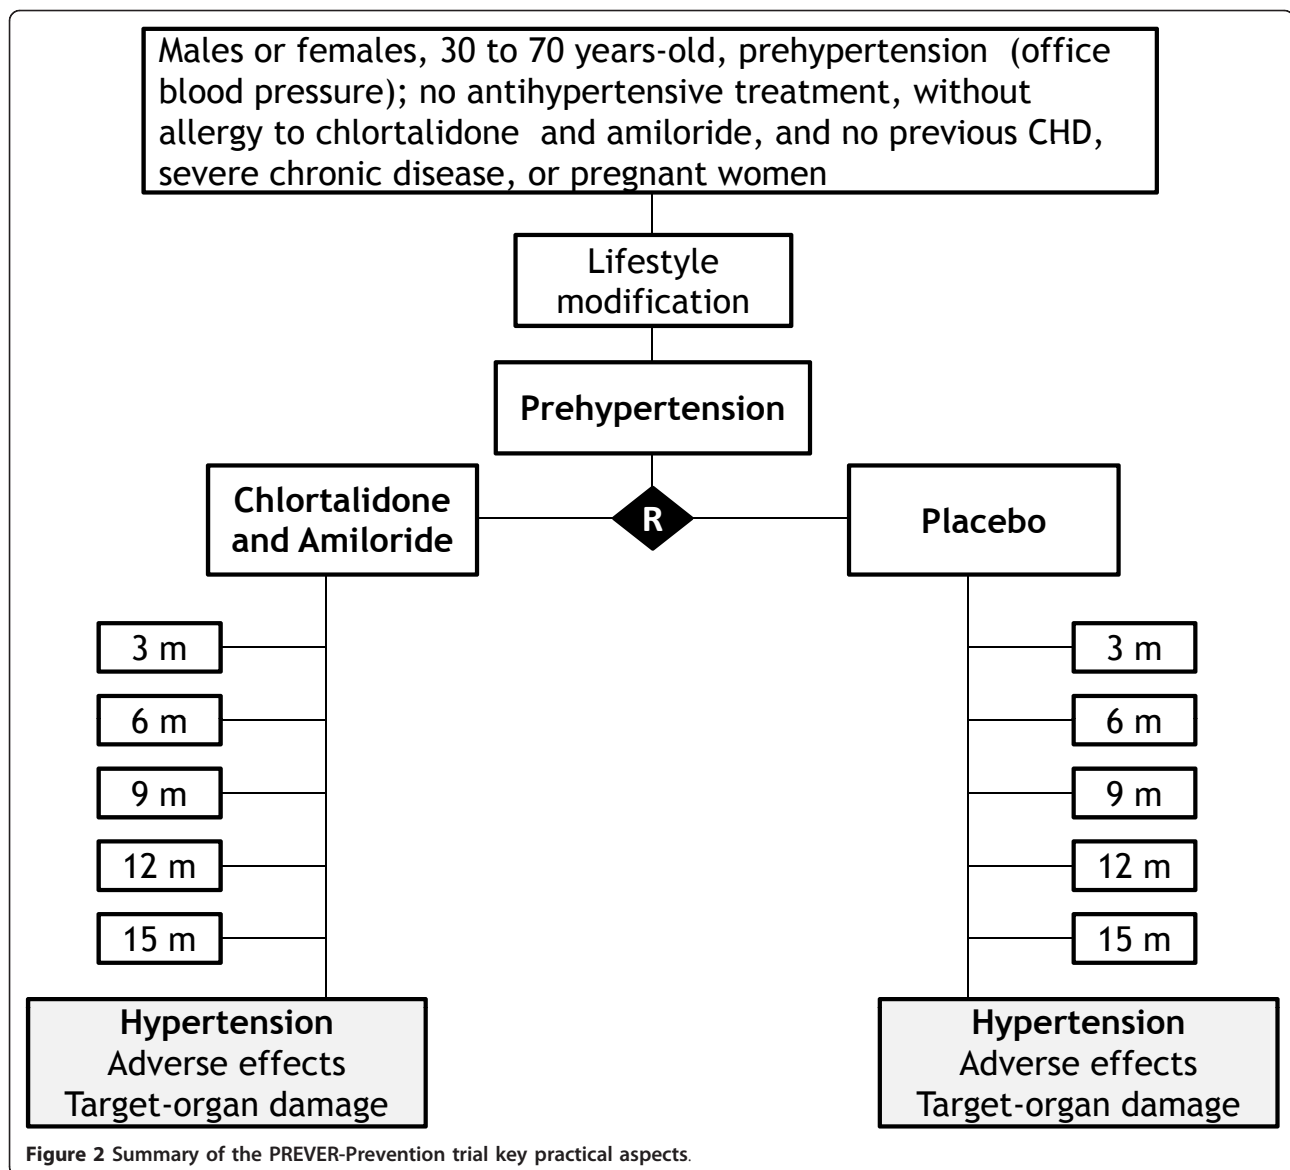 Males or females, 30 to 70 years-old, prehypertension (office
blood pressure); no antihypertensive treatment, without
allergy to chlortalidone and amiloride, and no previous CHD,
severe chronic disease, or pregnant women
Lifestyle
modification
Prehypertension
Chlortalidone
and Amiloride
R
Placebo
3 m
6 m
9 m
12 m
15 m
3 m
6 m
9 m
12 m
15 m
Hypertension
Adverse effects
Target-organ damage
Hypertension
Adverse effects
Target-organ damage
Figure 2 Summary of the PREVER-Prevention trial key practical aspects.